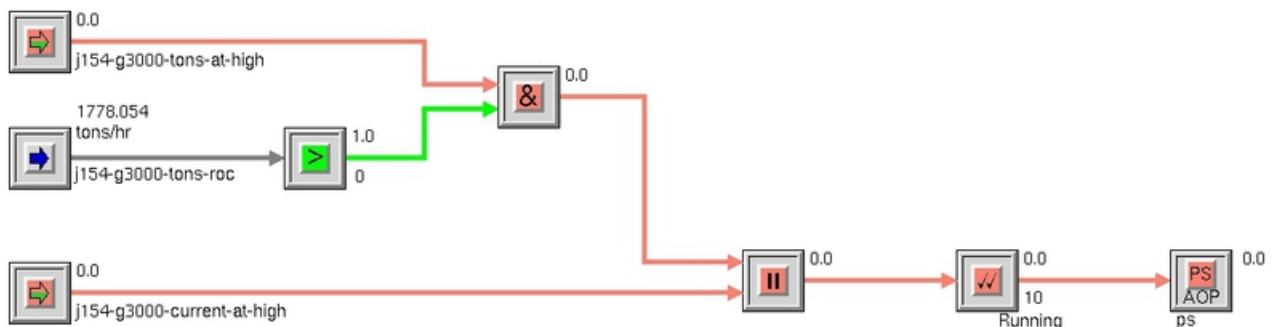 0.0
j154-g3000-tons-at-high
&
0.0
1778.054
tons/hr
j154-g3000-tons-roc
>
1.0
0
0.0
j154-g3000-current-at-high
II
0.0
0.0
10
Running
PS
AOP
ps
0.0